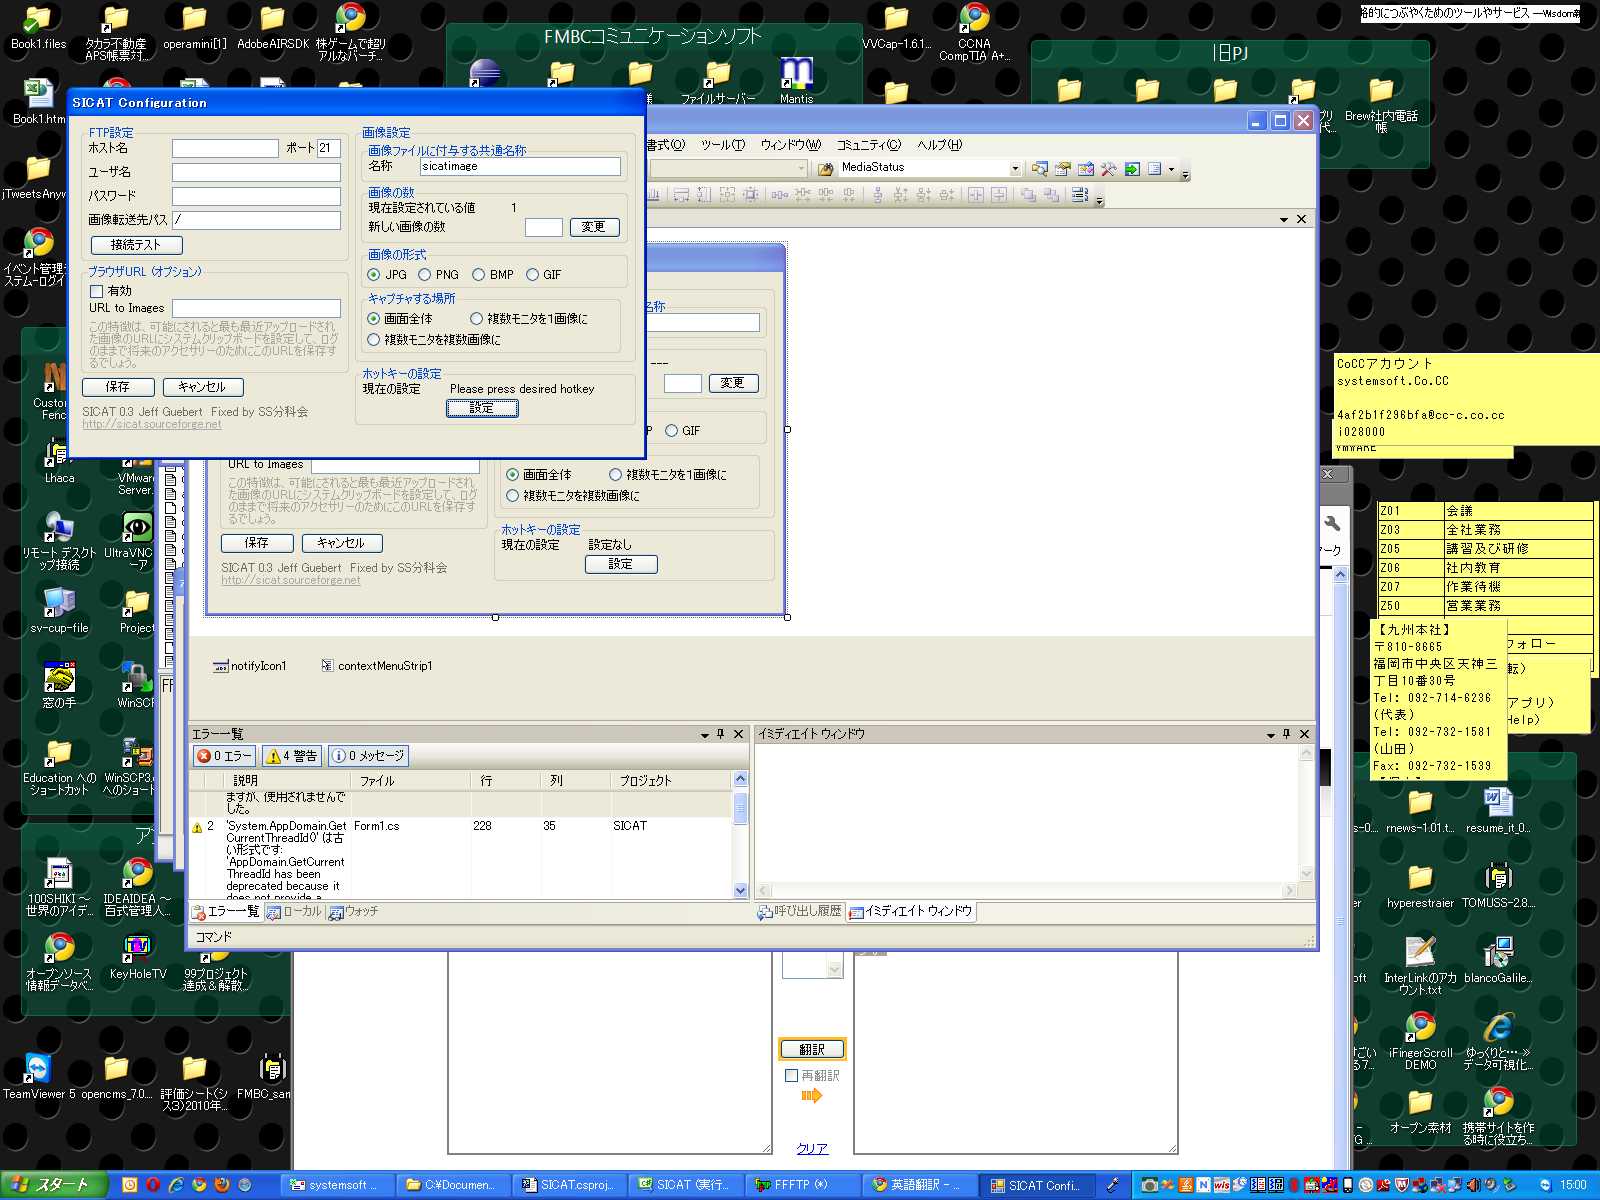 Book1.files
タカラ不動産
APS帳票対...
operamini[1]
AdobeAIRSDK
株ゲームで超リ
アルなバーチ...
FMBCコミュニケーションソフト
VVCap-1.6.1...
CCNA
CompTIA A+...
格的につぶやくためのツールやサービス
旧PJ
Book1.htm
ファイルサーバー
Mantis
Brew社内電話
帳
jTweetsAnyw
イベント管理シ
ステム-ログイ
SICAT Configuration
FTP設定
ホスト名
ポート 21
ユーザ名
パスワード
画像転送先パス /
接続テスト
ブラウザURL (オプション)
有効
URL to Images
この特徴は、可能にされると最も最近アップロードされ
た画像のURLにシステムクリップボードを設定して、ログ
のままで将来のアクセサリーのためにこのURLを保存す
るでしょう。
保存
キャンセル
SICAT 0.3 Jeff Guebert Fixed by SS分科会
http://sicat.sourceforge.net
画像設定
画像ファイルに付与する共通名称
名称 sicatimage
画像の数
現在設定されている値 1
新しい画像の数
変更
画像の形式
JPG PNG BMP GIF
キャプチャする場所
画面全体
複数モニタを1画像に
複数モニタを複数画像に
ホットキーの設定
現在の設定 Please press desired hotkey
設定
書式(O) ツール(T) ウィンドウ(W) コミュニティ(C) ヘルプ(H)
MediaStatus
名称
---
変更
P GIF
URL to Images
この特徴は、可能にされると最も最近アップロードされ
た画像のURLにシステムクリップボードを設定して、ログ
のままで将来のアクセサリーのためにこのURLを保存す
るでしょう。
保存
キャンセル
SICAT 0.3 Jeff Guebert Fixed by SS分科会
http://sicat.sourceforge.net
画面全体
複数モニタを1画像に
複数モニタを複数画像に
ホットキーの設定
現在の設定 設定なし
設定
notifyIcon1
contextMenuStrip1
エラー一覧
0 エラー
4 警告
0 メッセージ
説明 ファイル 行 列 プロジェクト
ますが、使用されませんで
した。
2 'System.AppDomain.Get Form1.cs 228 35 SICAT
CurrentThreadId()' は古
い形式です:
'AppDomain.GetCurrent
ThreadId has been
deprecated because it
does not provide a
エラー一覧
ローカル
ウォッチ
コマンド
イミディエイト ウィンドウ
呼び出し履歴
イミディエイト ウィンドウ
翻訳
再翻訳
クリア
Custom
Fenc
Lhaca
VMware
Server.
リモート デスクト
ップ接続
UltraVNC
ーア
sv-cup-file
Project
窓の手
WinSCP
FF
Education への
ショートカット
WinSCP3.
へのショート
ア
100SHIKI ～
世界のアイデ...
IDEAIDEA ～
百式管理人...
オープンソース
情報データベ...
KeyHoleTV
99プロジェクト
達成＆解散...
TeamViewer 5
opencms_7.0...
評価シート(シ
ス3)2010年...
FMBC_san
CoCCアカウント
systemsoft.Co.CC
4af2b1f296bfa@cc-c.co.cc
i028000
VMWARE
ーク
Z01 会議
Z03 全社業務
Z05 講習及び研修
Z06 社内教育
Z07 作業待機
Z50 営業業務
フォロー
転)
アプリ)
Help)
【九州本社】
〒810-8665
福岡市中央区天神三
丁目10番30号
Tel: 092-714-6236
(代表)
Tel: 092-732-1581
(山田)
Fax: 092-732-1539
rnews-1.01.t...
resume_it_0...
hyperestraier
TOMUSS-2.8...
InterLinkのアカ
ウント.txt
blancoGalile...
iFingerScroll
DEMO
ゆっくりと… »
データ可視化...
オープン素材
携帯サイトを作
る時に役立ち...
スタート
systemsoft ...
C:¥Documen...
SICAT.csproj...
SICAT (実行...
FFFTP (*)
英語翻訳 - ...
SICAT Confi...
15:00